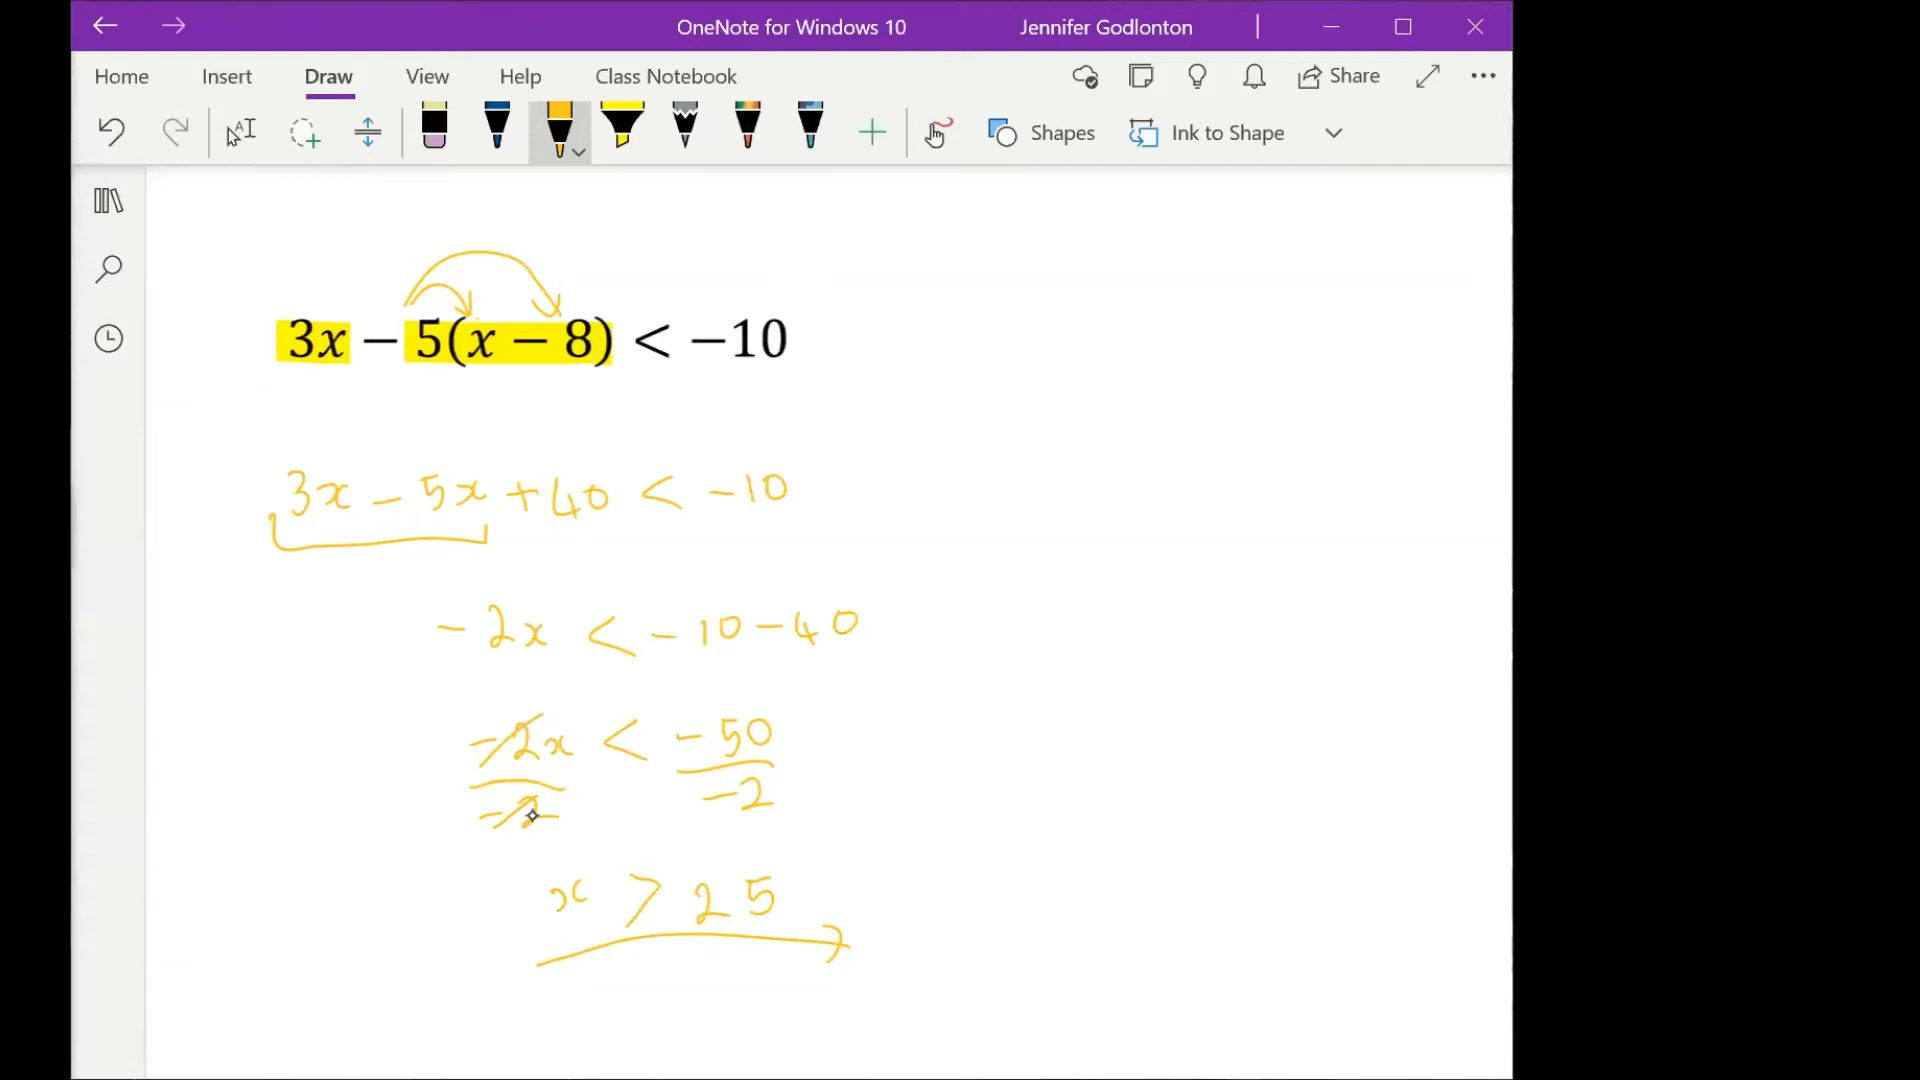 OneNote for Windows 10
Jennifer Godlonton
Home Insert Draw View Help Class Notebook Share
Shapes Ink to Shape
3x − 5(x − 8) < −10
3x − 5x + 40 < −10
−2x < −10 − 40
−2x < −50
−2 −2
x > 25